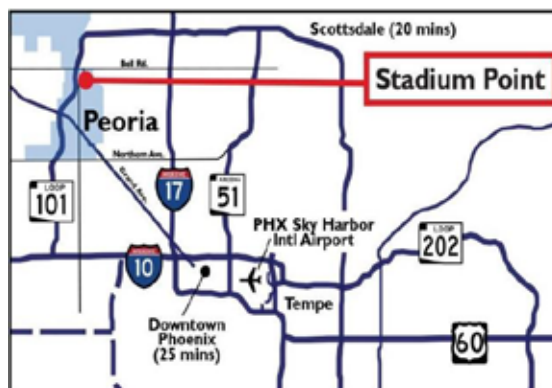 Scottsdale (20 mins)
Bell Rd.
Stadium Point
Peoria
Northern Ave.
Grand Ave.
LOOP
101
17
51
PHX Sky Harbor
Intl Airport
LOOP
202
10
Tempe
Downtown
Phoenix
(25 mins)
60